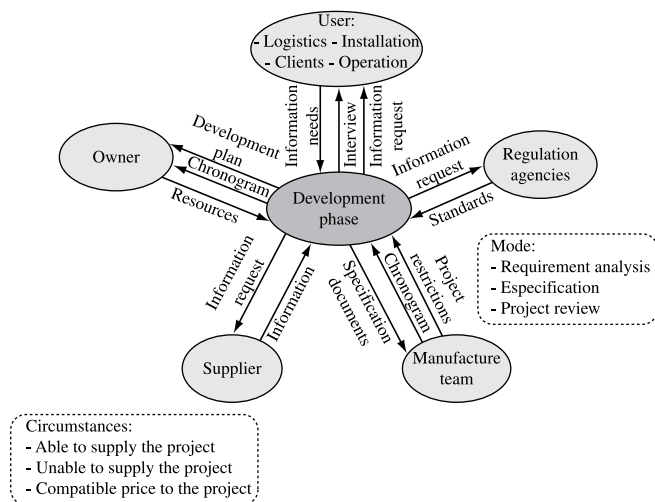 User:
- Logistics - Installation
- Clients - Operation
Information
needs
Interview
Information
request
Development
plan
Chronogram
Resources
Owner
Information
request
Standards
Regulation
agencies
Development
phase
Mode:
- Requirement analysis
- Especification
- Project review
Information
request
Information
Specification
documents
Chronogram
Project
restrictions
Supplier
Manufacture
team
Circumstances:
- Able to supply the project
- Unable to supply the project
- Compatible price to the project